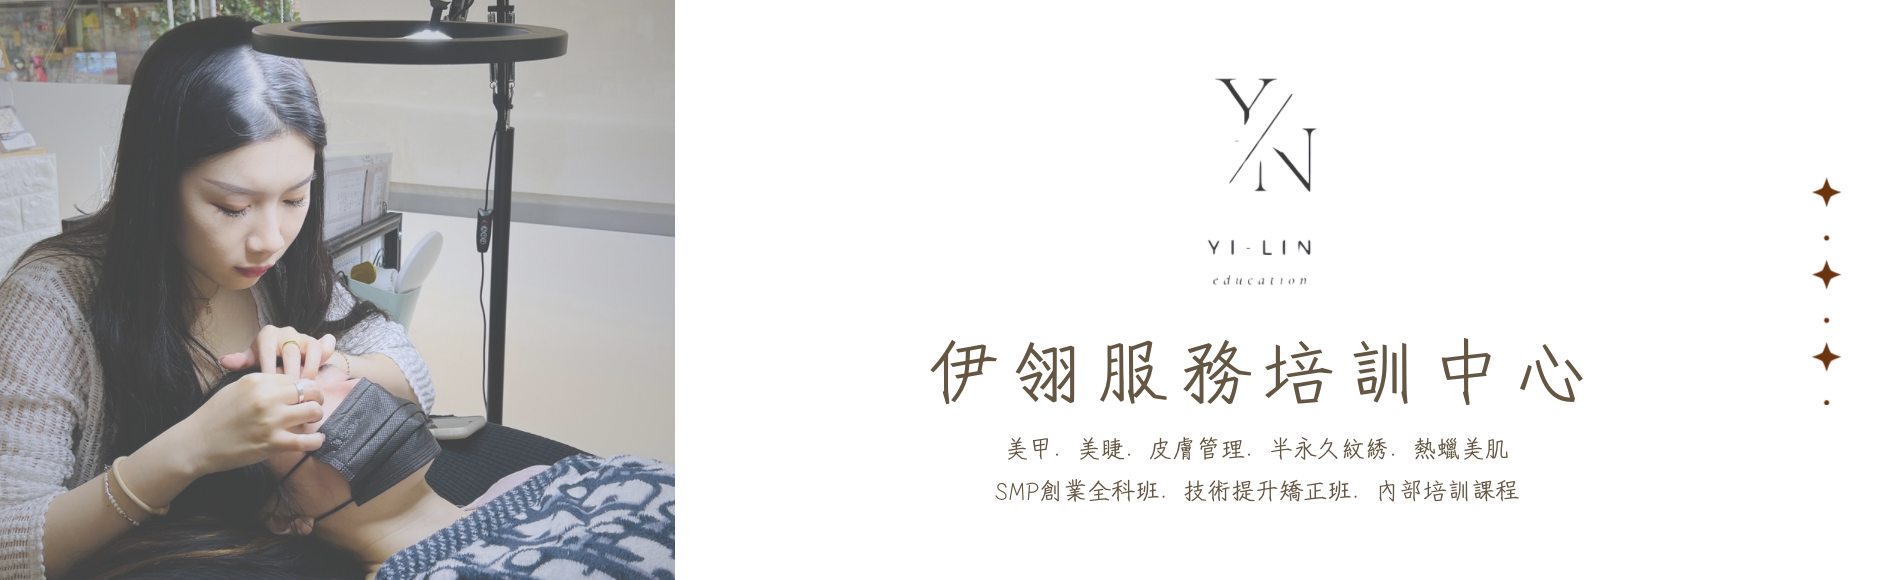 YN
YI-LIN
education
伊翎服務培訓中心
美甲. 美睫. 皮膚管理. 半永久紋綉. 熱蠟美肌
SMP創業全科班. 技術提升矯正班. 內部培訓課程